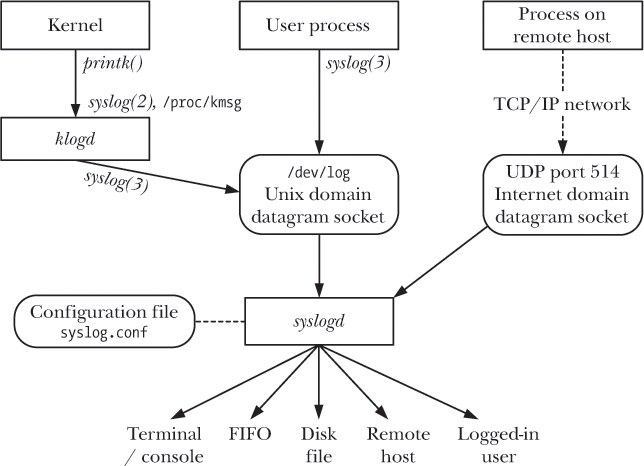 Kernel
User process
Process on
remote host
printk()
syslog(3)
syslog(2), /proc/kmsg
TCP/IP network
klogd
syslog(3)
/dev/log
Unix domain
datagram socket
UDP port 514
Internet domain
datagram socket
Configuration file
syslog.conf
syslogd
Terminal
/ console
FIFO
Disk
file
Remote
host
Logged-in
user